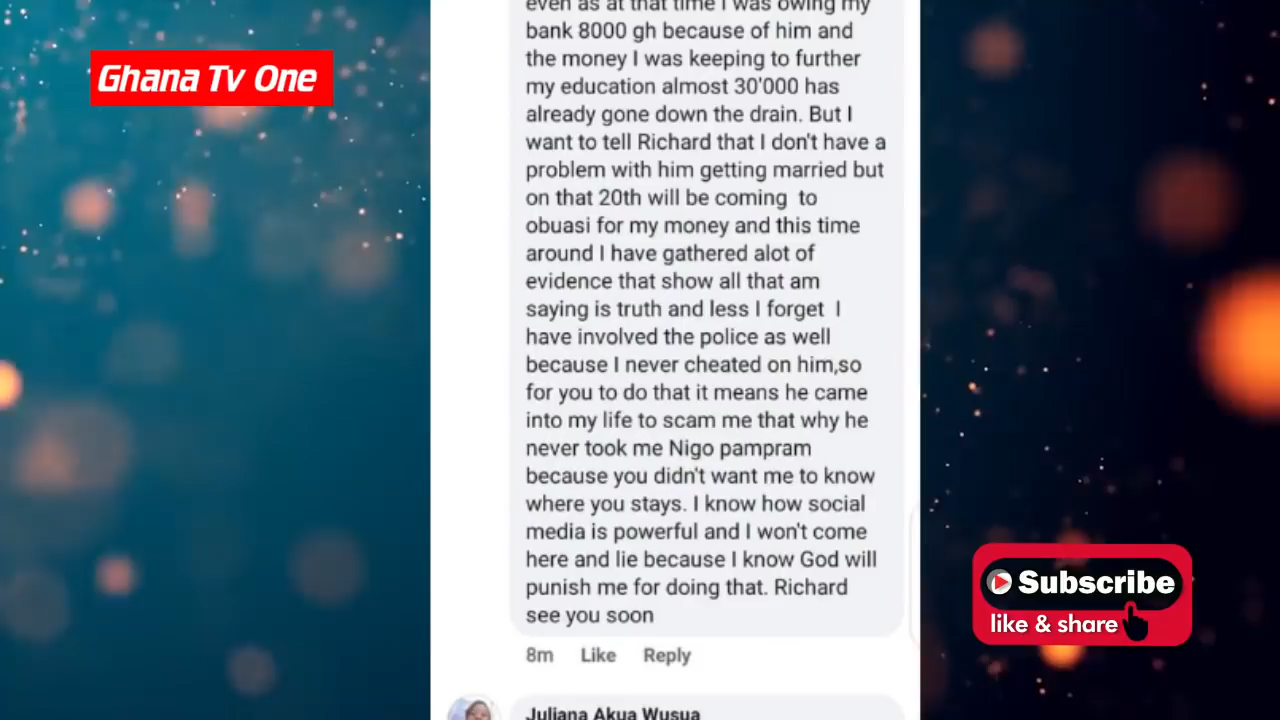 even as at that time I was owing my
Ghana Tv One
bank 8000 gh because of him and
the money I was keeping to further
my education almost 30'000 has
already gone down the drain. But I
want to tell Richard that I don't have a
problem with him getting married but
on that 20th will be coming  to
obuasi for my money and this time
around I have gathered alot of
evidence that show all that am
saying is truth and less I forget  I
have involved the police as well
because I never cheated on him,so
for you to do that it means he came
into my life to scam me that why he
never took me Nigo pampram
because you didn't want me to know
where you stays. I know how social
media is powerful and I won't come
here and lie because I know God will
punish me for doing that. Richard
see you soon
8m Like Reply
Juliana Akua Wusua
Subscribe
like & share